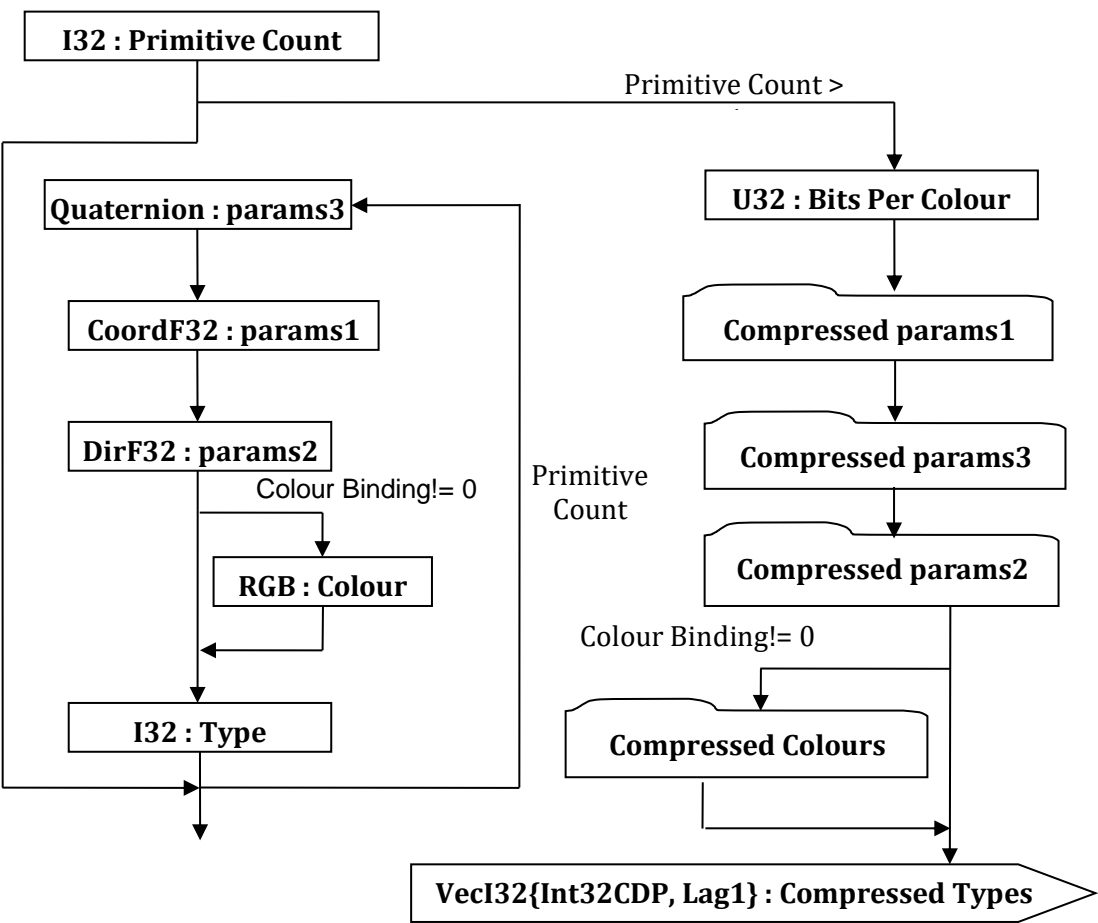 I32 : Primitive Count
Primitive Count >
Quaternion : params3
U32 : Bits Per Colour
CoordF32 : params1
Compressed params1
DirF32 : params2
Compressed params3
Colour Binding!= 0
Primitive
Count
RGB : Colour
Compressed params2
Colour Binding!= 0
I32 : Type
Compressed Colours
VecI32{Int32CDP, Lag1} : Compressed Types